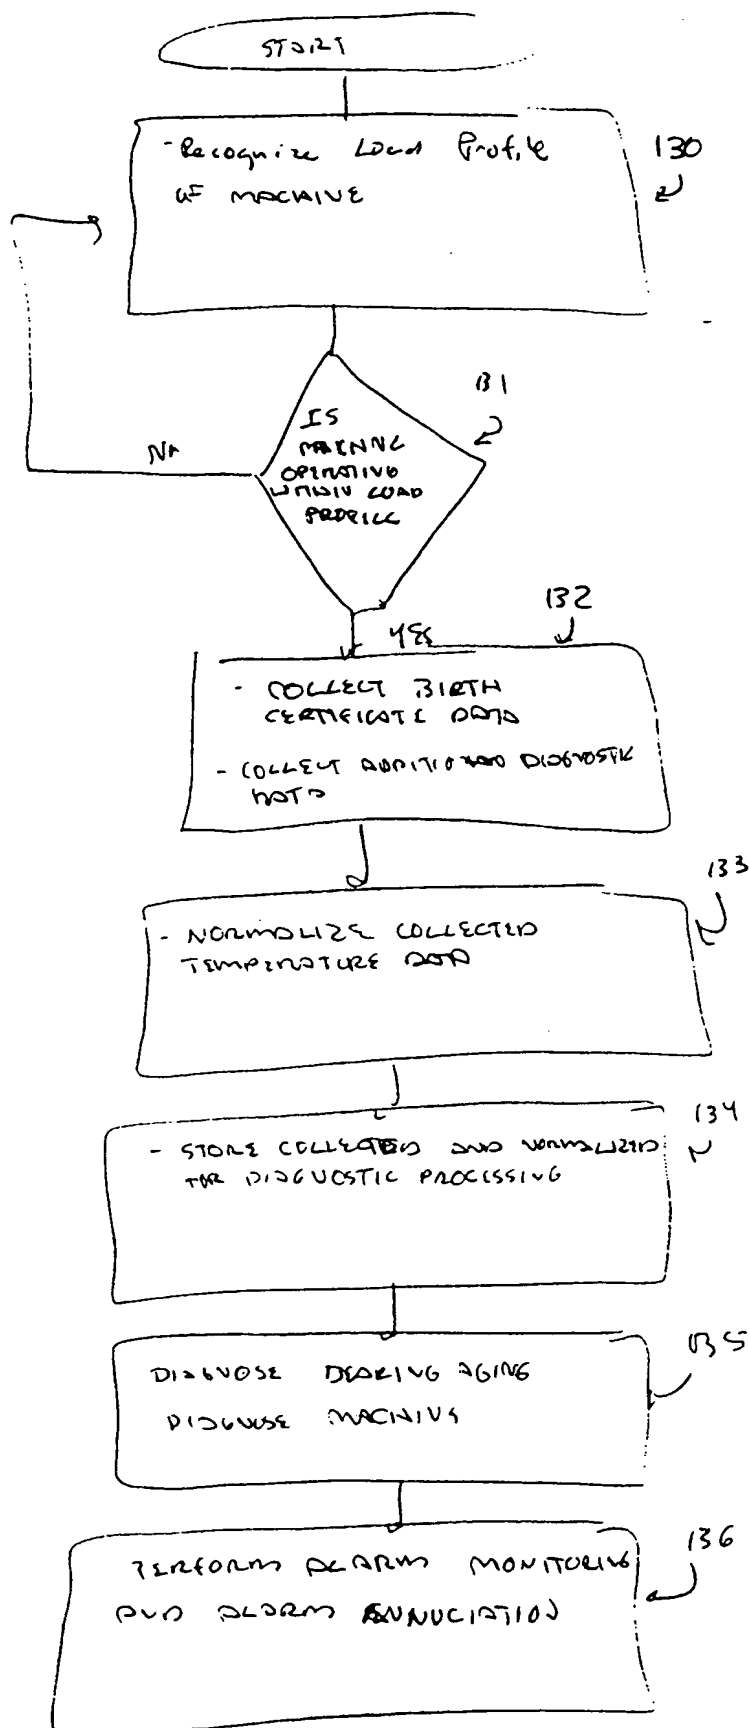 START
- Recognize Load Profile
OF MACHINE
130
131
IS
MACHINE
OPERATING
WITHIN LOAD
PROFILE
NO
132
YES
- COLLECT BIRTH
CERTIFICATE DATA
- COLLECT ADDITIONAL DIAGNOSTIC
DATA
133
- NORMALIZE COLLECTED
TEMPERATURE DATA
134
- STORE COLLECTED AND NORMALIZED
FOR DIAGNOSTIC PROCESSING
135
DIAGNOSE BEARING AGING
DIAGNOSE MACHINE
136
PERFORM ALARM MONITORING
AND ALARM ANNUCIATION